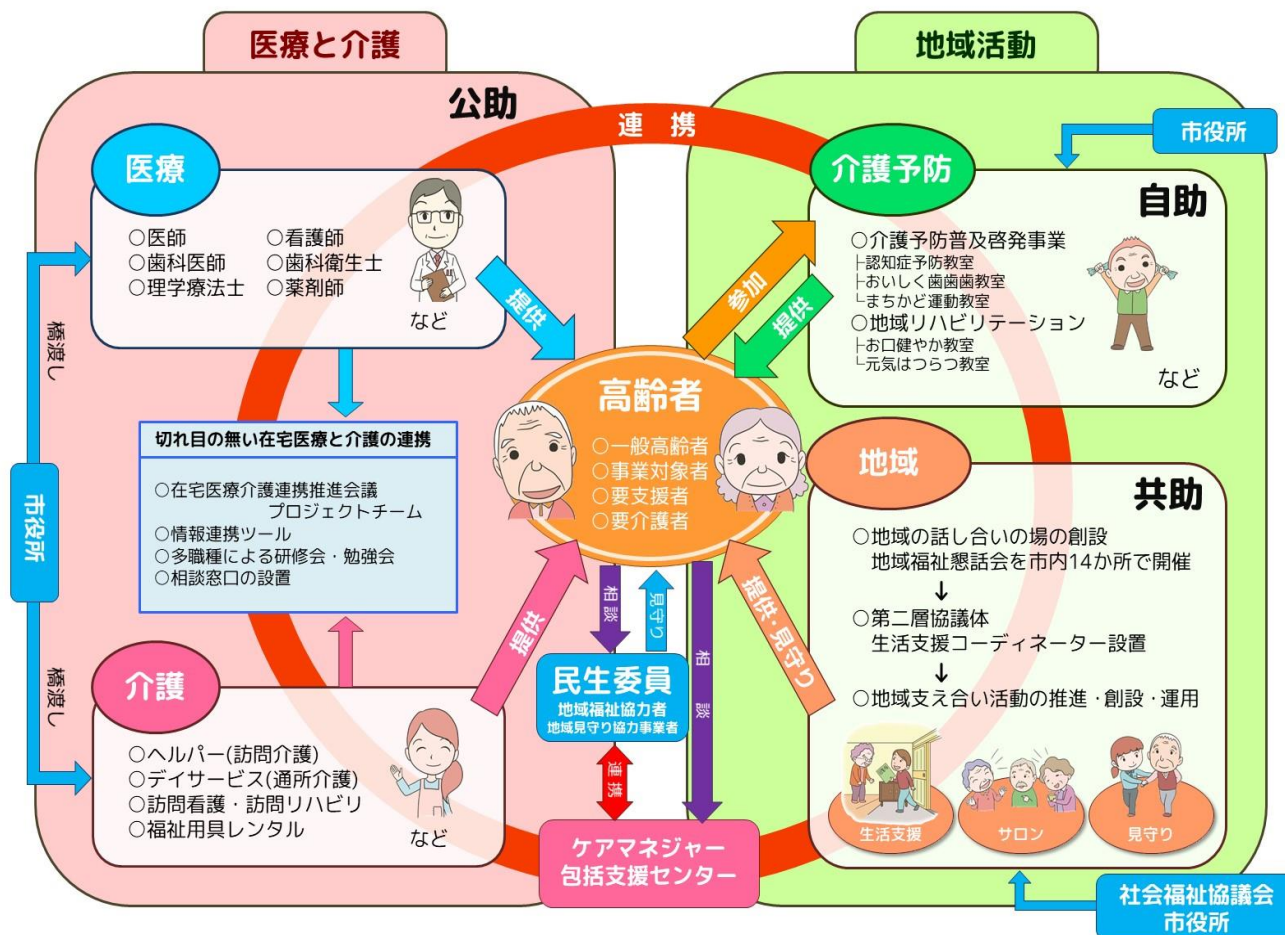 医療と介護
地域活動
公助
連　携
市役所
医療
○医師
○看護師
○歯科医師
○歯科衛生士
○理学療法士
○薬剤師
など
提供
橋渡し
介護予防
自助
○介護予防普及啓発事業
├認知症予防教室
├おいしく歯歯歯教室
└まちかど運動教室
○地域リハビリテーション
├お口健やか教室
└元気はつらつ教室
など
参加
提供
高齢者
○一般高齢者
○事業対象者
○要支援者
○要介護者
切れ目の無い在宅医療と介護の連携
○在宅医療介護連携推進会議
プロジェクトチーム
○情報連携ツール
○多職種による研修会・勉強会
○相談窓口の設置
市役所
橋渡し
介護
○ヘルパー(訪問介護)
○デイサービス(通所介護)
○訪問看護・訪問リハビリ
○福祉用具レンタル
など
提供
相談
見守り
相談
提供・見守り
民生委員
地域福祉協力者
地域見守り協力事業者
連携
ケアマネジャー
包括支援センター
地域
共助
○地域の話し合いの場の創設
地域福祉懇話会を市内14か所で開催
↓
○第二層協議体
生活支援コーディネーター設置
↓
○地域支え合い活動の推進・創設・運用
生活支援
サロン
見守り
社会福祉協議会
市役所